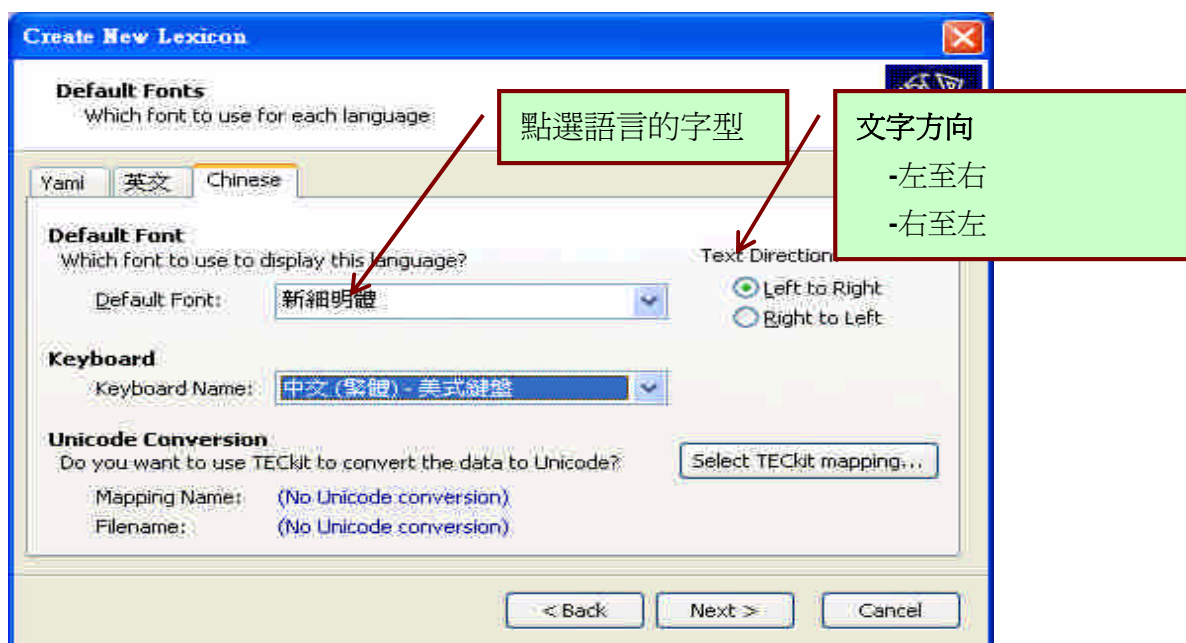 Create New Lexicon
Default Fonts
Which font to use for each language
點選語言的字型
文字方向
-左至右
-右至左
Yami 英文 Chinese
Default Font
Which font to use to display this language?
Text Direction
Default Font: 新細明體
Left to Right
Right to Left
Keyboard
Keyboard Name: 中文 (繁體) - 美式鍵盤
Unicode Conversion
Do you want to use TECkit to convert the data to Unicode?
Select TECkit mapping...
Mapping Name: (No Unicode conversion)
Filename: (No Unicode conversion)
< Back Next > Cancel